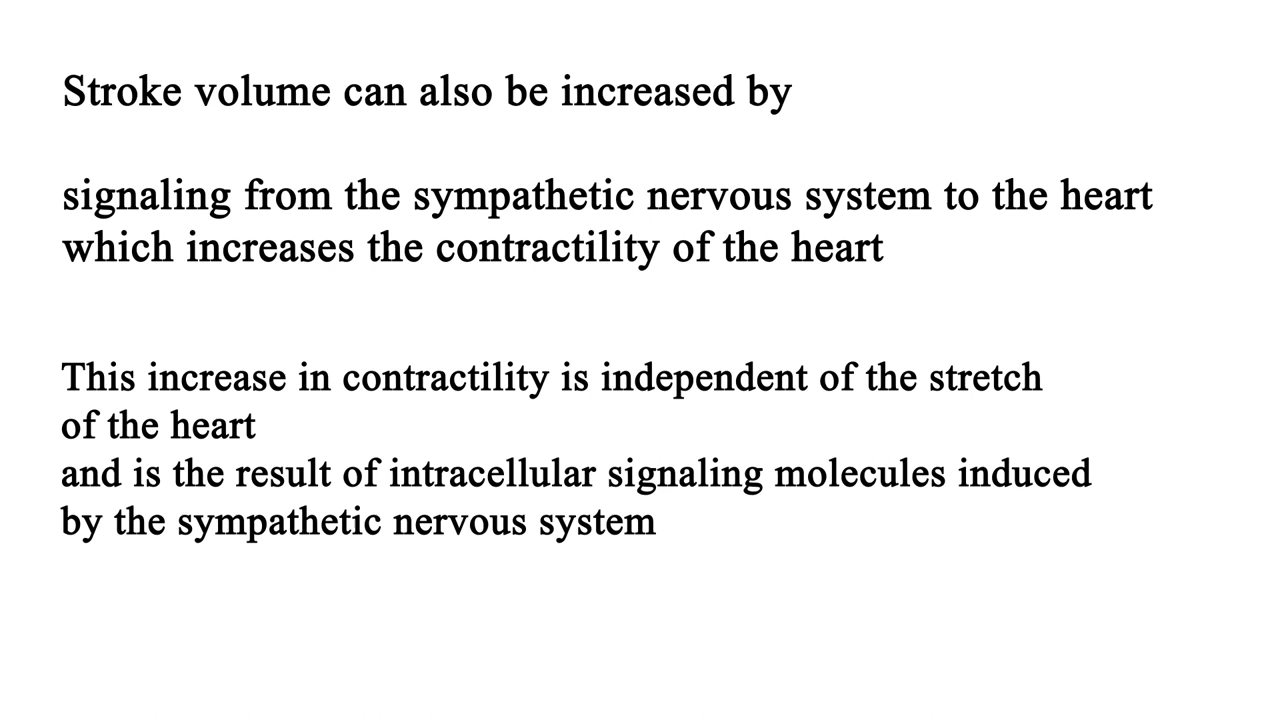 Stroke volume can also be increased by
signaling from the sympathetic nervous system to the heart
which increases the contractility of the heart
This increase in contractility is independent of the stretch
of the heart
and is the result of intracellular signaling molecules induced
by the sympathetic nervous system